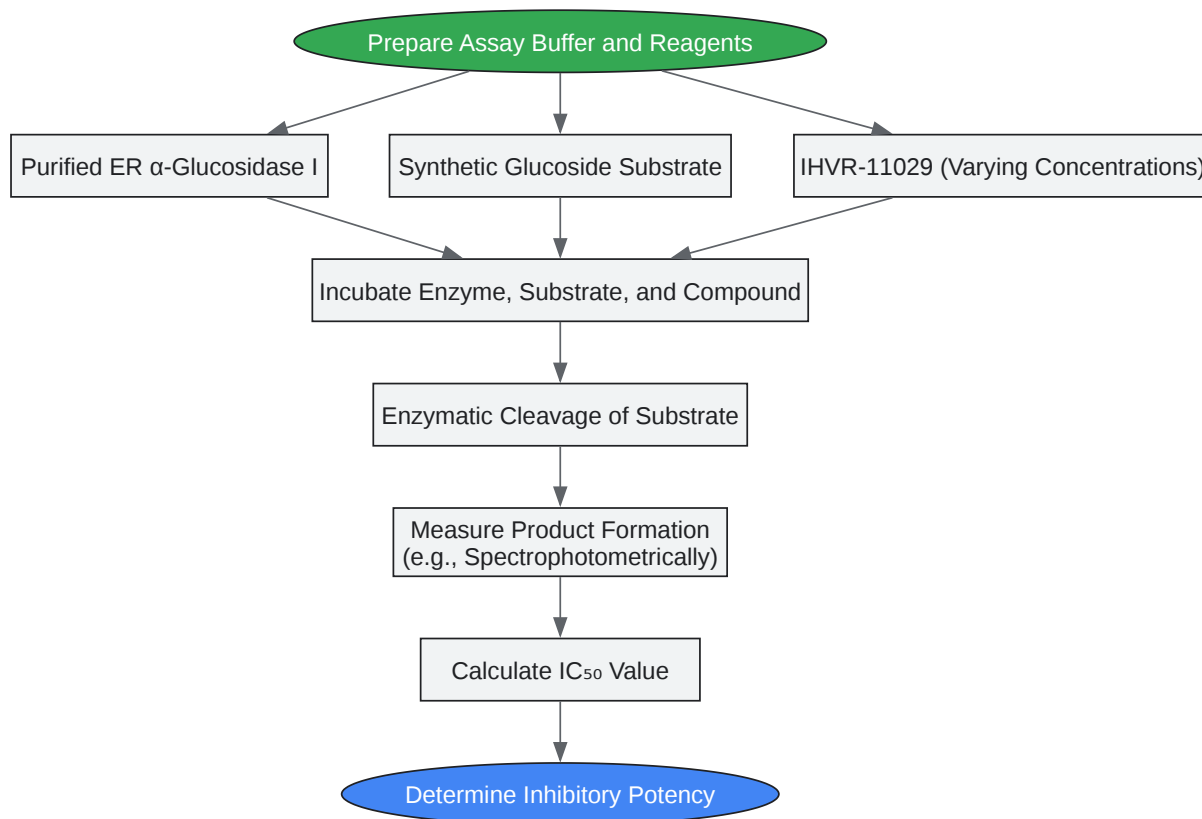 Prepare Assay Buffer and Reagents
Purified ER α-Glucosidase I
Synthetic Glucoside Substrate
IHVR-11029 (Varying Concentrations)
Incubate Enzyme, Substrate, and Compound
Enzymatic Cleavage of Substrate
Measure Product Formation
(e.g., Spectrophotometrically)
Calculate IC₅₀ Value
Determine Inhibitory Potency